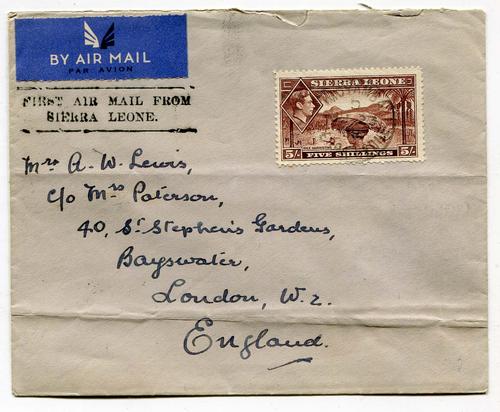 BY AIR MAIL
PAR AVION
FIRST AIR MAIL FROM
SIERRA LEONE.
SIERRA LEONE
5/- FIVE SHILLINGS 5/-
Mrs A. W. Lewis,
c/o Mrs Paterson,
40, St Stephen's Gardens,
Bayswater,
London, W. 2.
England.